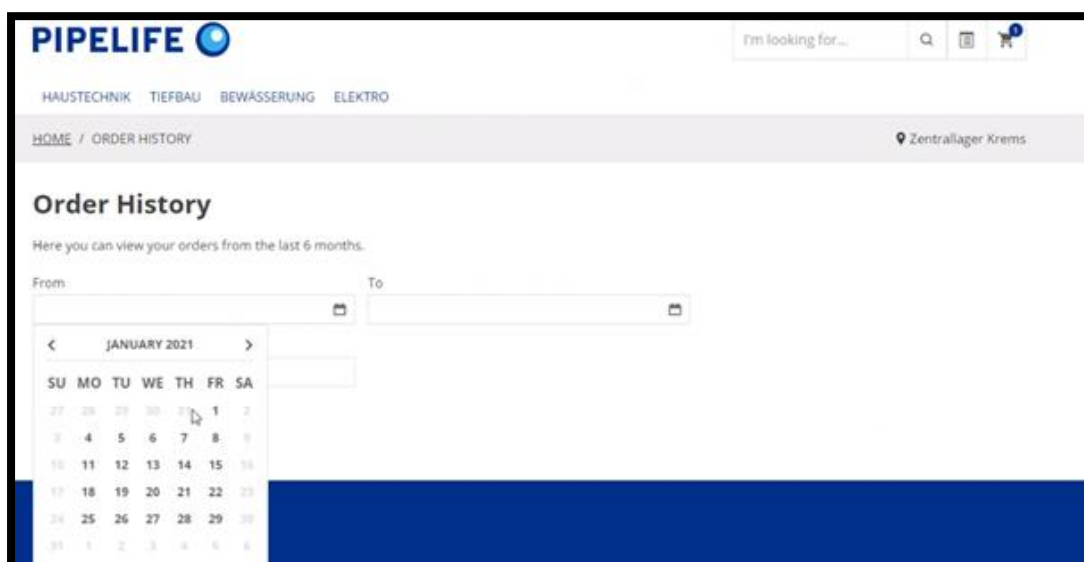 PIPELIFE
I'm looking for...
1
HAUSTECHNIK TIEFBAU BEWÄSSERUNG ELEKTRO
HOME / ORDER HISTORY
Zentrallager Krems
Order History
Here you can view your orders from the last 6 months.
From To
< JANUARY 2021 >
SU MO TU WE TH FR SA
27 28 29 30 31 1 2
3 4 5 6 7 8 9
10 11 12 13 14 15 16
17 18 19 20 21 22 23
24 25 26 27 28 29 30
31 1 2 3 4 5 6